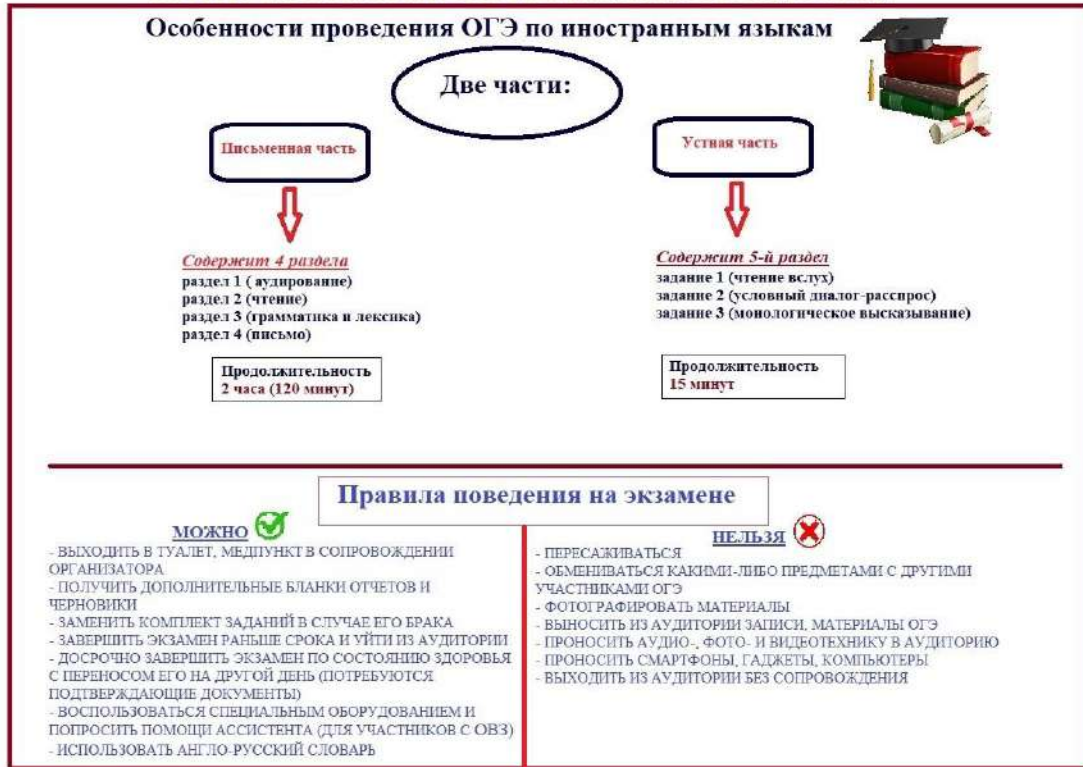 Особенности проведения ОГЭ по иностранным языкам
Две части:
Письменная часть
Содержит 4 раздела
раздел 1 ( аудирование)
раздел 2 (чтение)
раздел 3 (грамматика и лексика)
раздел 4 (письмо)
Продолжительность
2 часа (120 минут)
Устная часть
Содержит 5-й раздел
задание 1 (чтение вслух)
задание 2 (условный диалог-расспрос)
задание 3 (монологическое высказывание)
Продолжительность
15 минут
Правила поведения на экзамене
МОЖНО
- ВЫХОДИТЬ В ТУАЛЕТ, МЕДПУНКТ В СОПРОВОЖДЕНИИ
ОРГАНИЗАТОРА
- ПОЛУЧИТЬ ДОПОЛНИТЕЛЬНЫЕ БЛАНКИ ОТЧЕТОВ И
ЧЕРНОВИКИ
- ЗАМЕНИТЬ КОМПЛЕКТ ЗАДАНИЙ В СЛУЧАЕ ЕГО БРАКА
- ЗАВЕРШИТЬ ЭКЗАМЕН РАНЬШЕ СРОКА И УЙТИ ИЗ АУДИТОРИИ
- ДОСРОЧНО ЗАВЕРШИТЬ ЭКЗАМЕН ПО СОСТОЯНИЮ ЗДОРОВЬЯ
С ПЕРЕНОСОМ ЕГО НА ДРУГОЙ ДЕНЬ (ПОТРЕБУЮТСЯ
ПОДТВЕРЖДАЮЩИЕ ДОКУМЕНТЫ)
- ВОСПОЛЬЗОВАТЬСЯ СПЕЦИАЛЬНЫМ ОБОРУДОВАНИЕМ И
ПОПРОСИТЬ ПОМОЩИ АССИСТЕНТА (ДЛЯ УЧАСТНИКОВ С ОВЗ)
- ИСПОЛЬЗОВАТЬ АНГЛО-РУССКИЙ СЛОВАРЬ
НЕЛЬЗЯ
- ПЕРЕСАЖИВАТЬСЯ
- ОБМЕНИВАТЬСЯ КАКИМИ-ЛИБО ПРЕДМЕТАМИ С ДРУГИМИ
УЧАСТНИКАМИ ОГЭ
- ФОТОГРАФИРОВАТЬ МАТЕРИАЛЫ
- ВЫНОСИТЬ ИЗ АУДИТОРИИ ЗАПИСИ, МАТЕРИАЛЫ ОГЭ
- ПРОНОСИТЬ АУДИО-, ФОТО- И ВИДЕОТЕХНИКУ В АУДИТОРИЮ
- ПРОНОСИТЬ СМАРТФОНЫ, ГАДЖЕТЫ, КОМПЬЮТЕРЫ
- ВЫХОДИТЬ ИЗ АУДИТОРИИ БЕЗ СОПРОВОЖДЕНИЯ